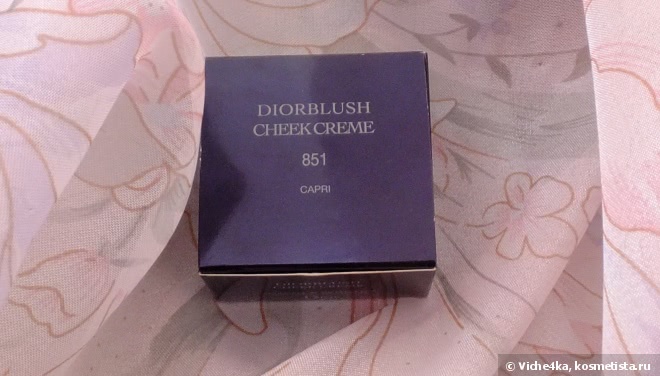 DIORBLUSH
CHEEK CREME
851
CAPRI
© Viche4ka, kosmetista.ru